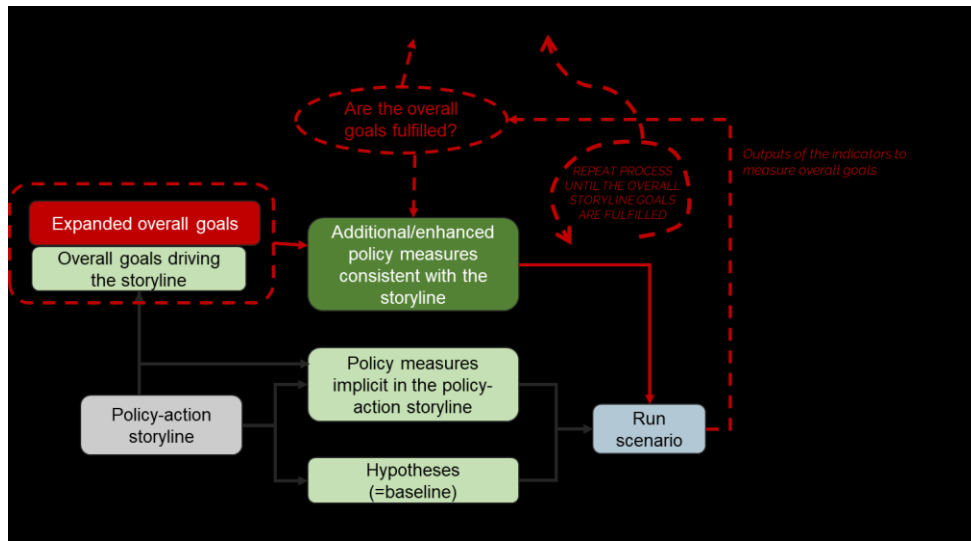 Are the overall
goals fulfilled?
Outputs of the indicators to
measure overall goals
REPEAT PROCESS
UNTIL THE OVERALL
STORYLINE GOALS
ARE FULFILLED
Expanded overall goals
Overall goals driving
the storyline
Additional/enhanced
policy measures
consistent with the
storyline
Policy measures
implicit in the policy-
action storyline
Policy-action
storyline
Run
scenario
Hypotheses
(=baseline)